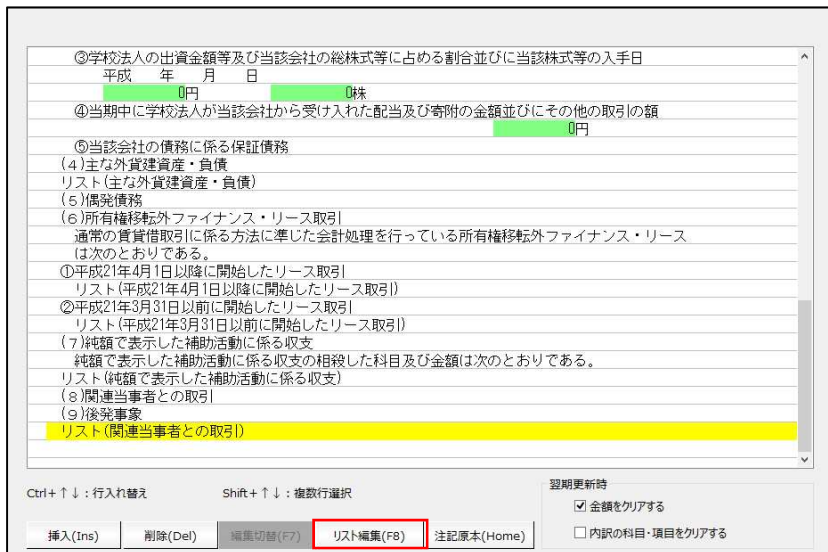 ③学校法人の出資金額等及び当該会社の総株式等に占める割合並びに当該株式等の入手日
平成　　年　　月　　日
0円　0株
④当期中に学校法人が当該会社から受け入れた配当及び寄附の金額並びにその他の取引の額
0円
⑤当該会社の債務に係る保証債務
(4)主な外貨建資産・負債
リスト(主な外貨建資産・負債)
(5)偶発債務
(6)所有権移転外ファイナンス・リース取引
通常の賃貸借取引に係る方法に準じた会計処理を行っている所有権移転外ファイナンス・リース
は次のとおりである。
①平成21年4月1日以降に開始したリース取引
リスト(平成21年4月1日以降に開始したリース取引)
②平成21年3月31日以前に開始したリース取引
リスト(平成21年3月31日以前に開始したリース取引)
(7)純額で表示した補助活動に係る収支
純額で表示した補助活動に係る収支の相殺した科目及び金額は次のとおりである。
リスト(純額で表示した補助活動に係る収支)
(8)関連当事者との取引
(9)後発事象
リスト(関連当事者との取引)
Ctrl+↑↓:行入れ替え　Shift+↑↓:複数行選択
翌期更新時
金額をクリアする
内訳の科目・項目をクリアする
挿入(Ins)　削除(Del)　編集切替(F7)　リスト編集(F8)　注記原本(Home)